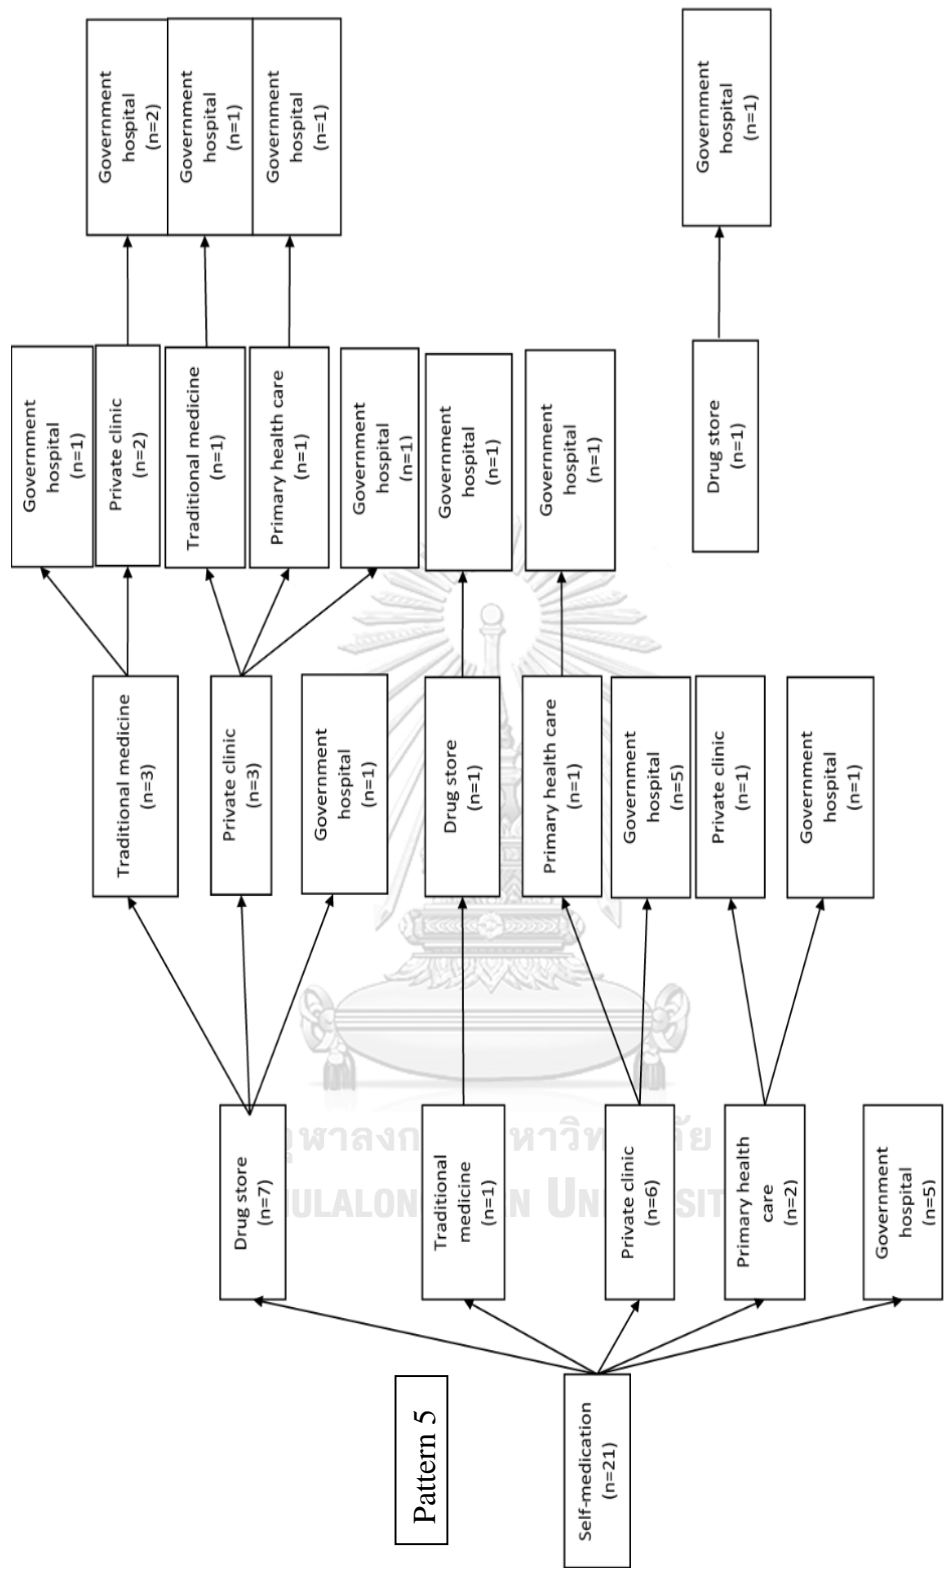 Pattern 5
Self-medication
(n=21)
Drug store
(n=7)
Traditional
medicine
(n=1)
Private clinic
(n=6)
Primary health
care
(n=2)
Government
hospital
(n=5)
Traditional medicine
(n=3)
Private clinic
(n=3)
Government
hospital
(n=1)
Drug store
(n=1)
Primary health care
(n=1)
Government
hospital
(n=5)
Private clinic
(n=1)
Government
hospital
(n=1)
Government
hospital
(n=1)
Private clinic
(n=2)
Traditional medicine
(n=1)
Primary health care
(n=1)
Government
hospital
(n=1)
Government
hospital
(n=1)
Government
hospital
(n=1)
Drug store
(n=1)
Government
hospital
(n=2)
Government
hospital
(n=1)
Government
hospital
(n=1)
Government
hospital
(n=1)